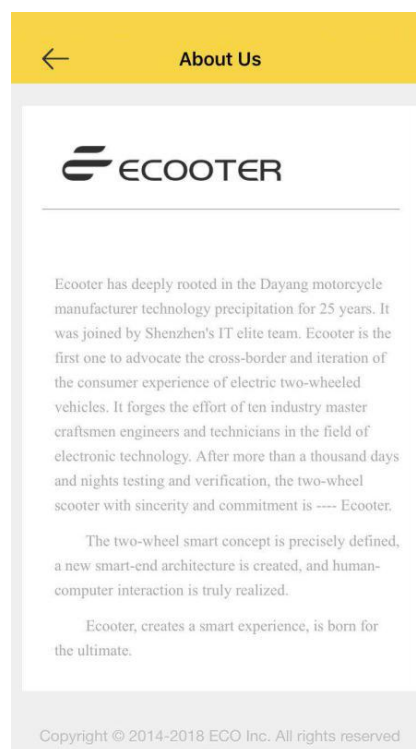 About Us
ECOOTER
Ecooter has deeply rooted in the Dayang motorcycle
manufacturer technology precipitation for 25 years. It
was joined by Shenzhen's IT elite team. Ecooter is the
first one to advocate the cross-border and iteration of
the consumer experience of electric two-wheeled
vehicles. It forges the effort of ten industry master
craftsmen engineers and technicians in the field of
electronic technology. After more than a thousand days
and nights testing and verification, the two-wheel
scooter with sincerity and commitment is ---- Ecooter.
The two-wheel smart concept is precisely defined,
a new smart-end architecture is created, and human-
computer interaction is truly realized.
Ecooter, creates a smart experience, is born for
the ultimate.
Copyright © 2014-2018 ECO Inc. All rights reserved